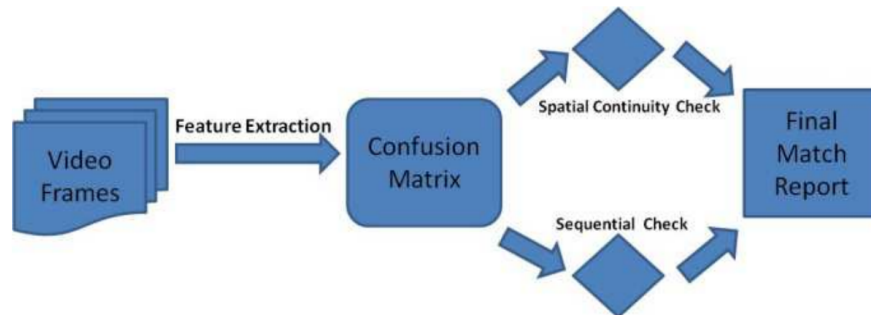 Video
Frames
Feature Extraction
Confusion
Matrix
Spatial Continuity Check
Sequential Check
Final
Match
Report